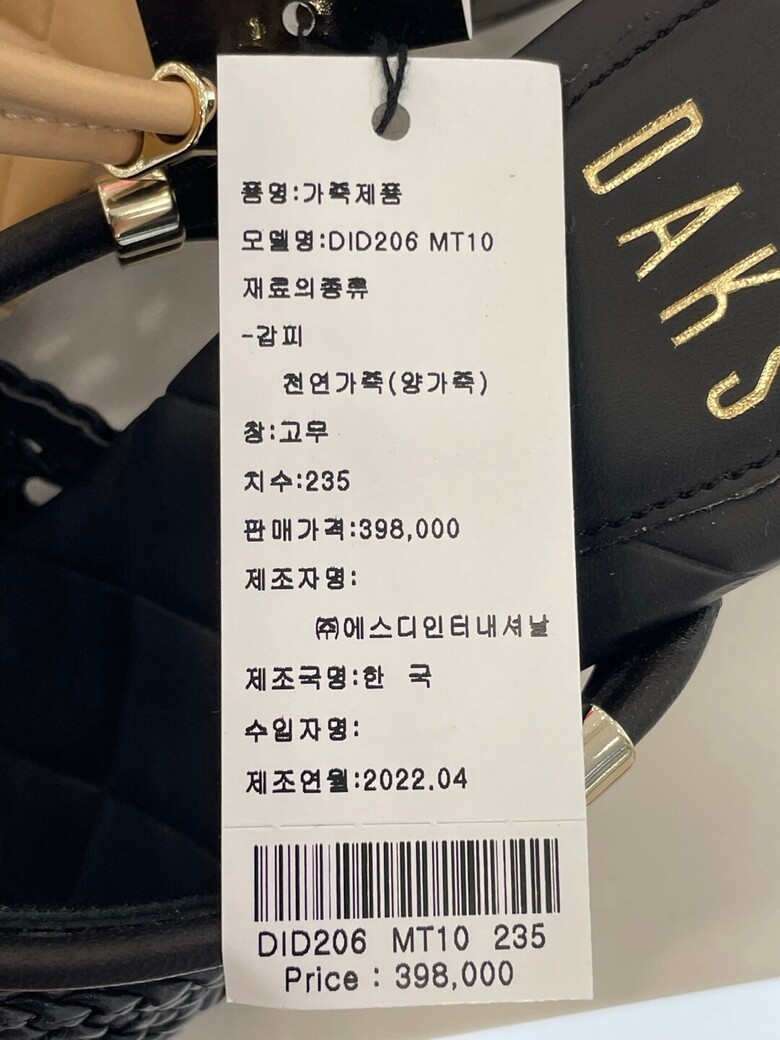 품명:가죽제품
모델명:DID206 MT10
재료의종류
-갑피
천연가죽(양가죽)
창:고무
치수:235
판매가격:398,000
제조자명:
㈜에스디인터내셔날
제조국명:한 국
수입자명:
제조연월:2022.04
DID206 MT10 235
Price : 398,000
DAKS